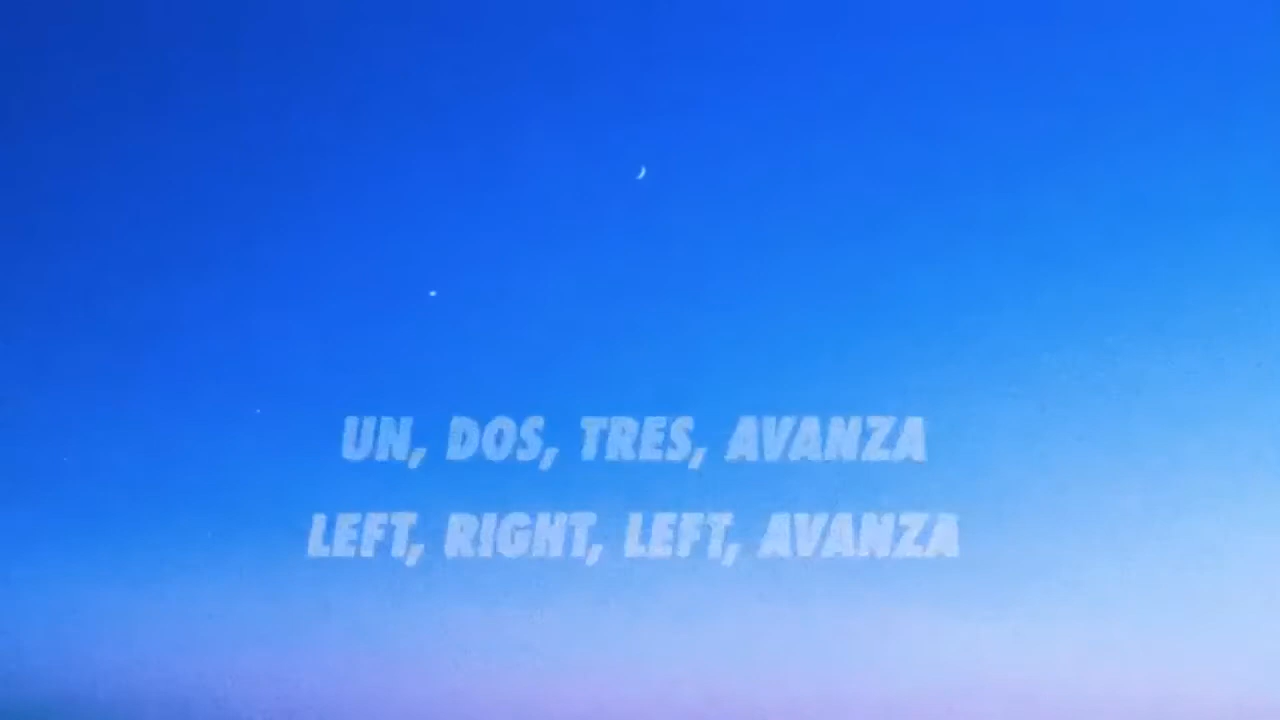 UN, DOS, TRES, AVANZA
LEFT, RIGHT, LEFT, AVANZA